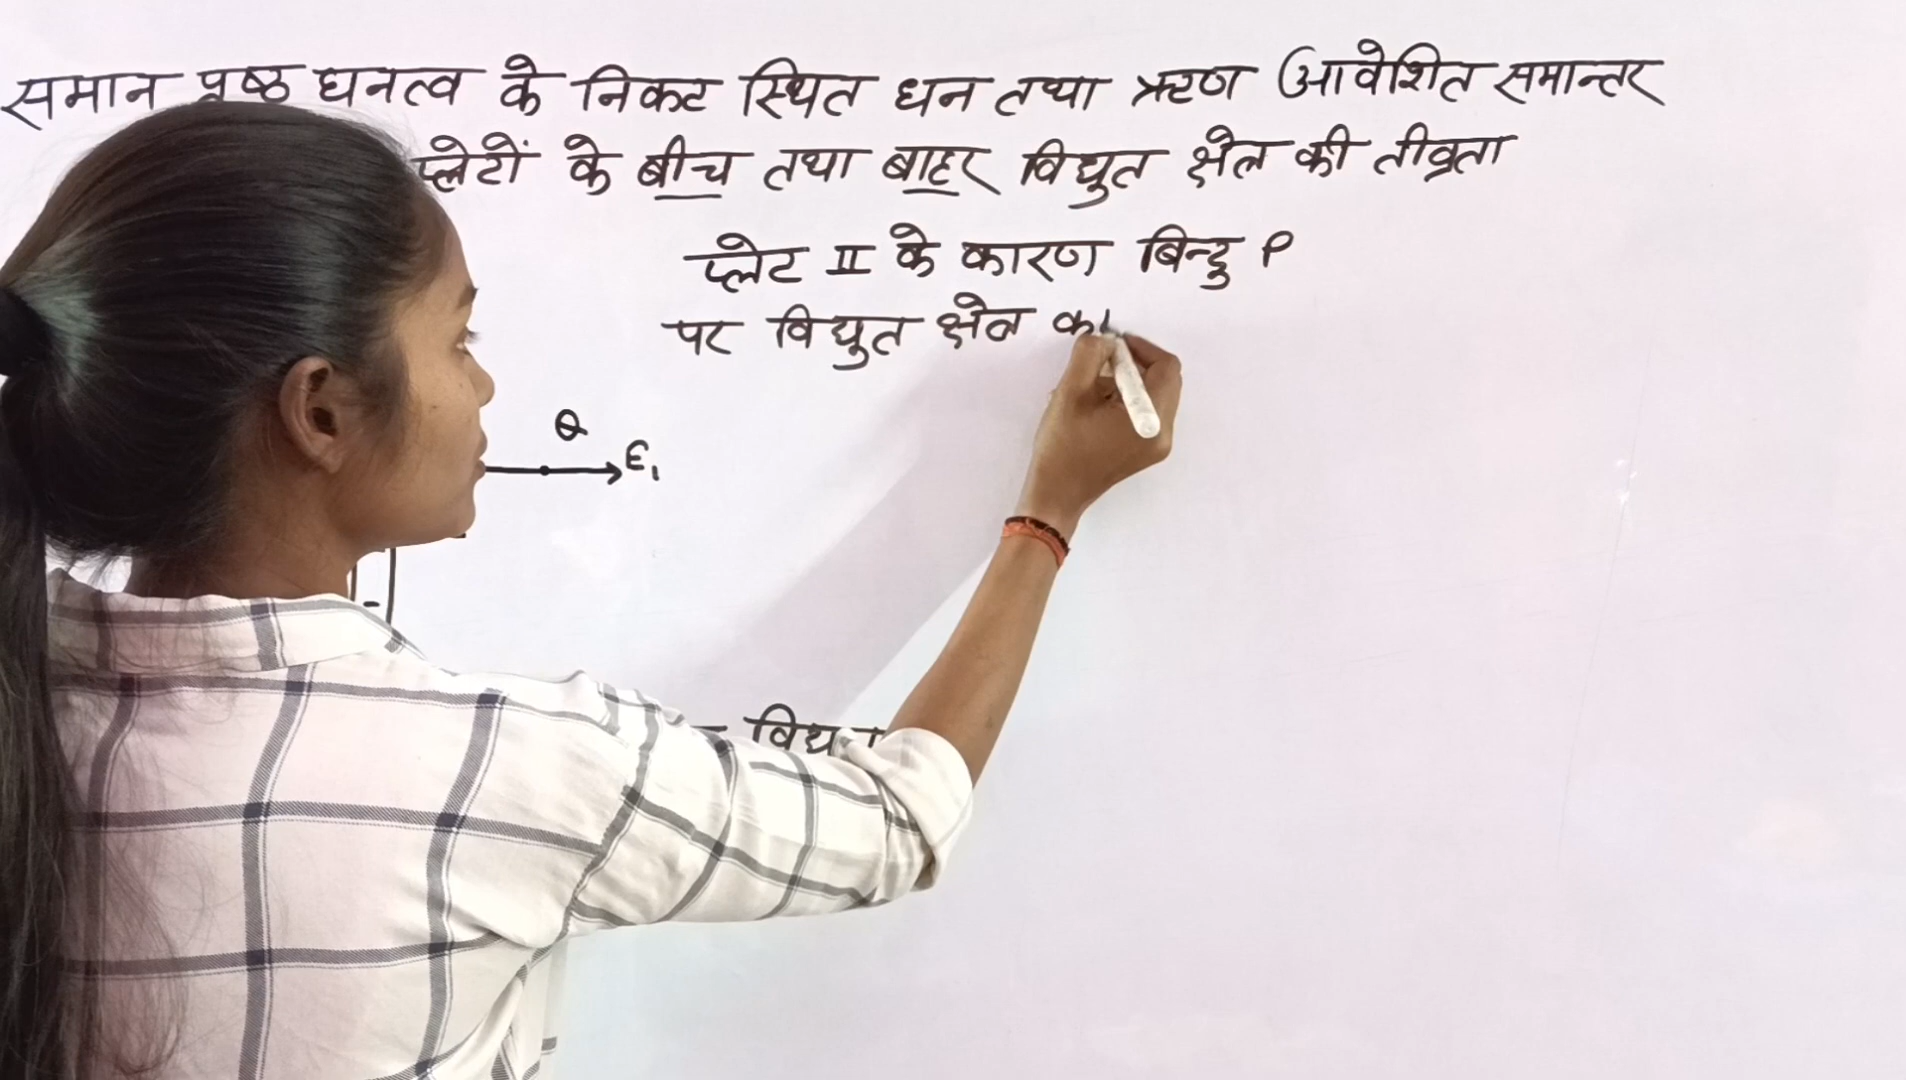 समान पृष्ठ घनत्व के निकट स्थित धन तथा ऋण आवेशित समान्तर
प्लेटों के बीच तथा बाहर विद्युत क्षेत्र की तीव्रता
प्लेट II के कारण बिन्दु P
पर विद्युत क्षेत्र का
Q
E₁
-
विद्यु